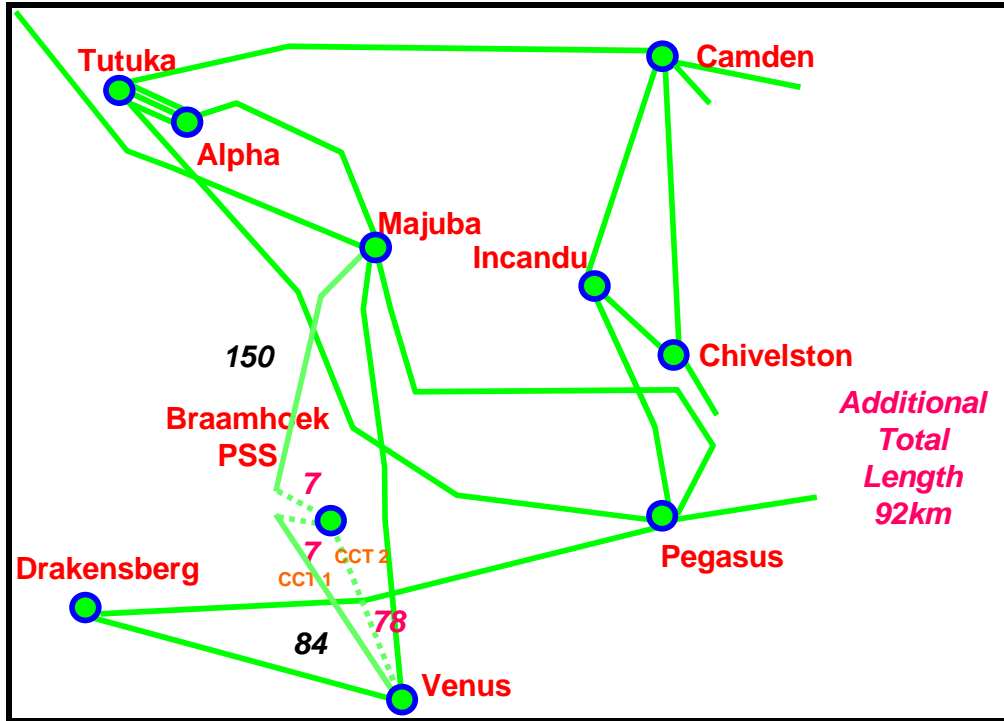 Tutuka
Camden
Alpha
Majuba
Incandu
150
Chivelston
Braamhoek
PSS
Additional
Total
Length
92km
7
7
CCT 2
CCT 1
Pegasus
Drakensberg
78
84
Venus